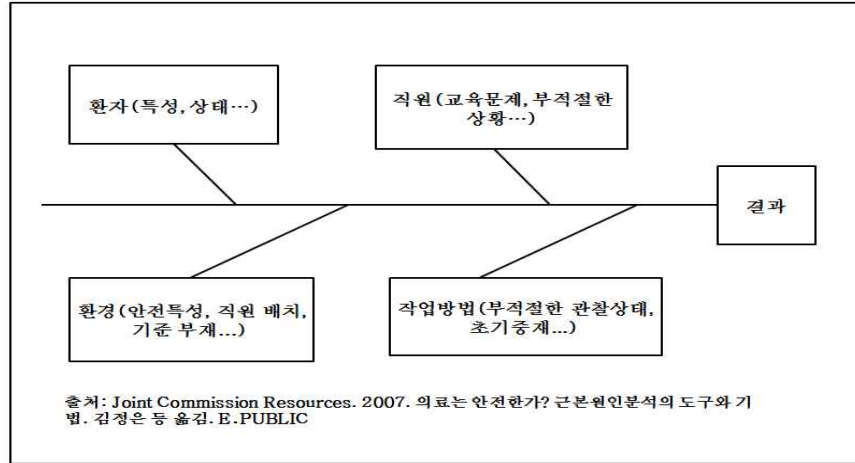 환자(특성, 상태…)
직원(교육문제, 부적절한
상황…)
결과
환경(안전특성, 직원 배치,
기준 부재...)
작업방법(부적절한 관찰상태,
초기중재...)
출처: Joint Commission Resources. 2007. 의료는 안전한가? 근본원인분석의 도구와 기
법. 김정은 등 옮김. E.PUBLIC